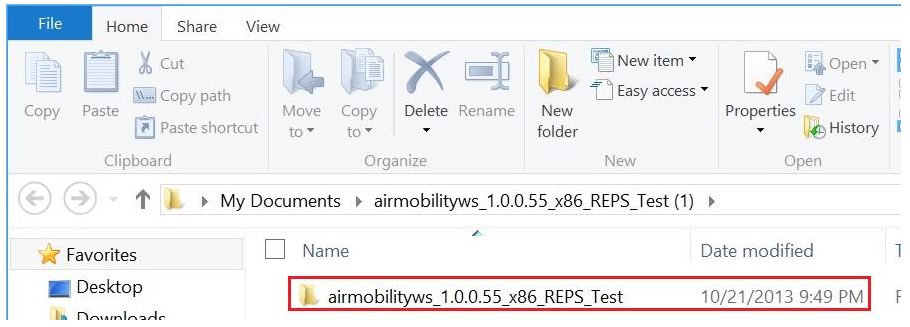 File Home Share View
Copy Paste Cut Copy path Paste shortcut
Clipboard
Move to Copy to Delete Rename
Organize
New folder New item Easy access
New
Properties Open Edit History
Open
My Documents airmobilityws_1.0.0.55_x86_REPS_Test (1)
Favorites Name Date modified
Desktop airmobilityws_1.0.0.55_x86_REPS_Test 10/21/2013 9:49 PM
Downloads